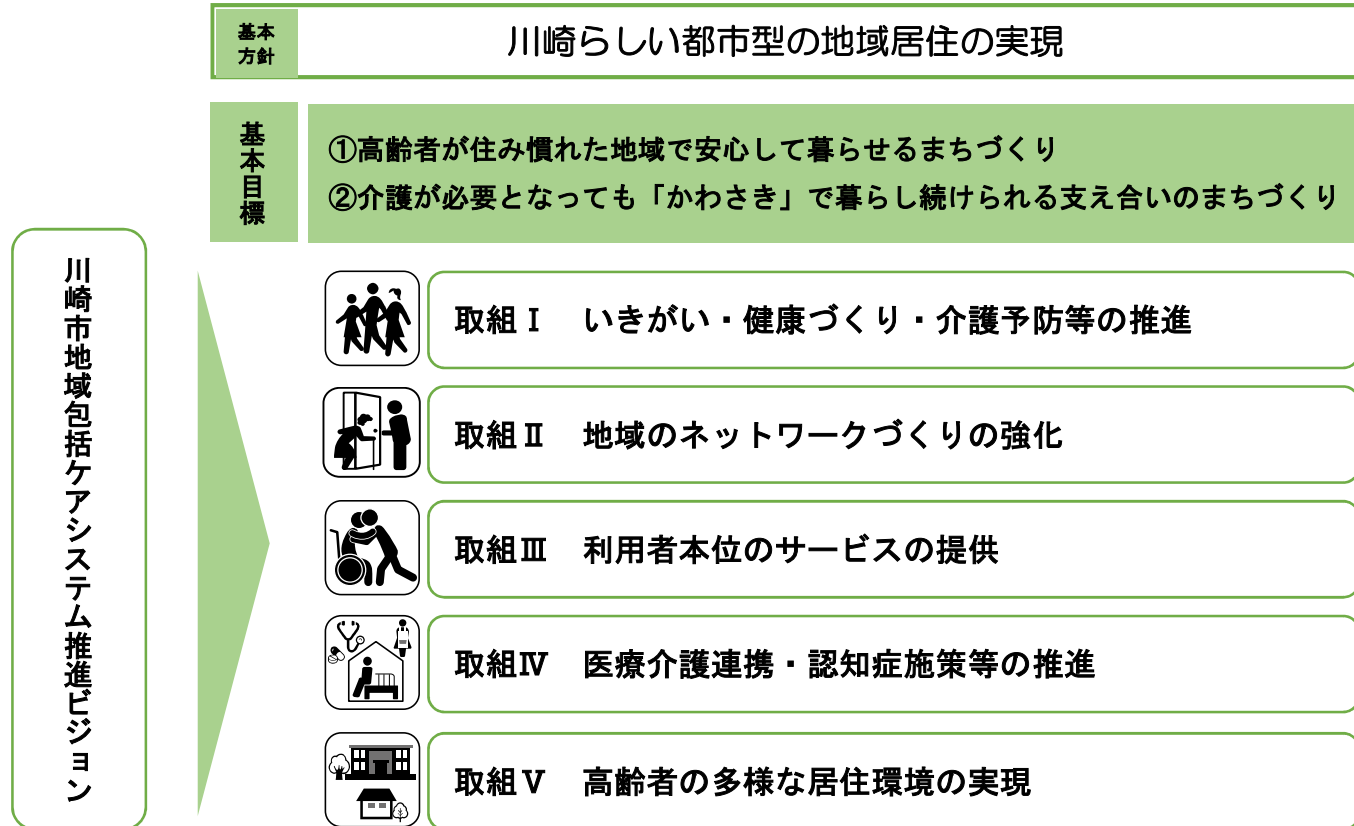 基本
方針
川崎らしい都市型の地域居住の実現
基本目標
①高齢者が住み慣れた地域で安心して暮らせるまちづくり
②介護が必要となっても「かわさき」で暮らし続けられる支え合いのまちづくり
川崎市地域包括ケアシステム推進ビジョン
取組Ⅰ　いきがい・健康づくり・介護予防等の推進
取組Ⅱ　地域のネットワークづくりの強化
取組Ⅲ　利用者本位のサービスの提供
取組Ⅳ　医療介護連携・認知症施策等の推進
取組Ⅴ　高齢者の多様な居住環境の実現